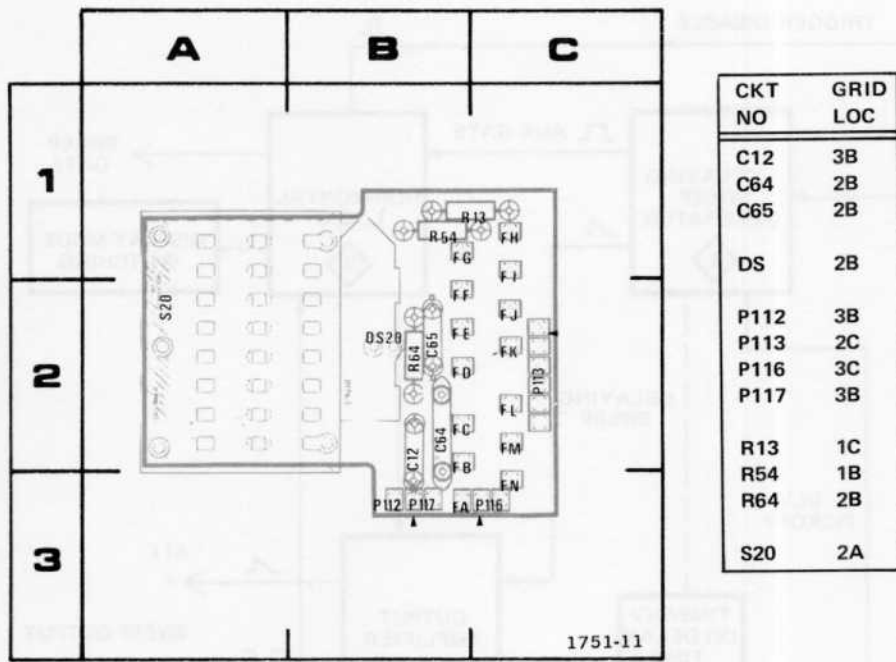 A B C
1
2
3
R13
R54
FH
FG
FI
FF
S20
FJ
DS20
R64
C65
FE
FK
FD
P113
FL
C12
C64
FC
FM
FB
FN
P112 P117 FA P116
1751-11
CKT GRID
NO LOC
C12 3B
C64 2B
C65 2B
DS 2B
P112 3B
P113 2C
P116 3C
P117 3B
R13 1C
R54 1B
R64 2B
S20 2A